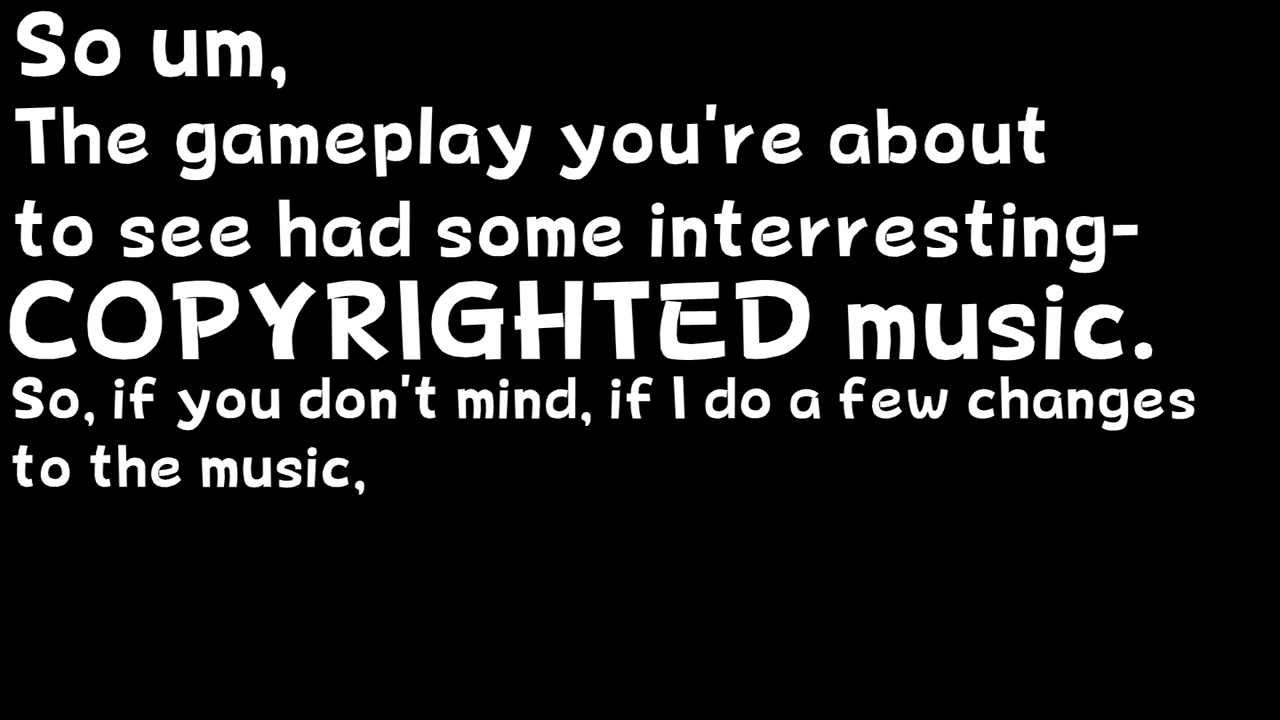 So um,
The gameplay you're about
to see had some interresting-
COPYRIGHTED music.
So, if you don't mind, if I do a few changes
to the music,